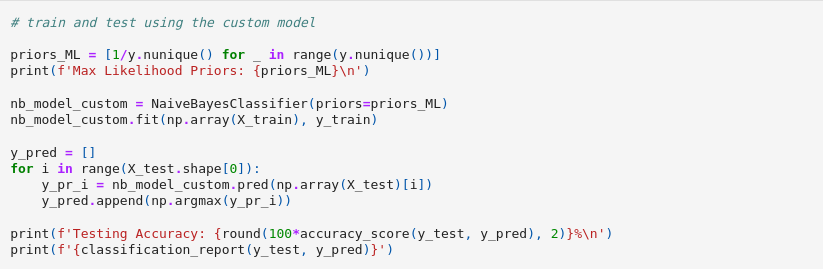 # train and test using the custom model

priors_ML = [1/y.nunique() for _ in range(y.nunique())]
print(f'Max Likelihood Priors: {priors_ML}\n')

nb_model_custom = NaiveBayesClassifier(priors=priors_ML)
nb_model_custom.fit(np.array(X_train), y_train)

y_pred = []
for i in range(X_test.shape[0]):
    y_pr_i = nb_model_custom.pred(np.array(X_test)[i])
    y_pred.append(np.argmax(y_pr_i))

print(f'Testing Accuracy: {round(100*accuracy_score(y_test, y_pred), 2)}%\n')
print(f'{classification_report(y_test, y_pred)}')